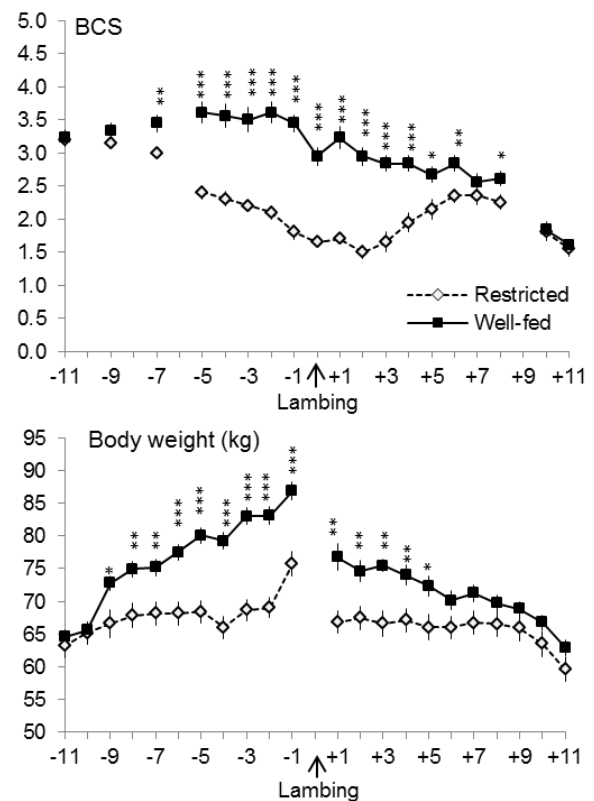 BCS
5.0
4.5
4.0
3.5
3.0
2.5
2.0
1.5
1.0
0.5
0.0
** *** *** *** *** *** *** *** *** *** *** * ** *
Restricted
Well-fed
-11 -9 -7 -5 -3 -1 +1 +3 +5 +7 +9 +11
Lambing
Body weight (kg)
95
90
85
80
75
70
65
60
55
50
* ** ** *** *** *** *** *** *** ** ** ** ** *
-11 -9 -7 -5 -3 -1 +1 +3 +5 +7 +9 +11
Lambing